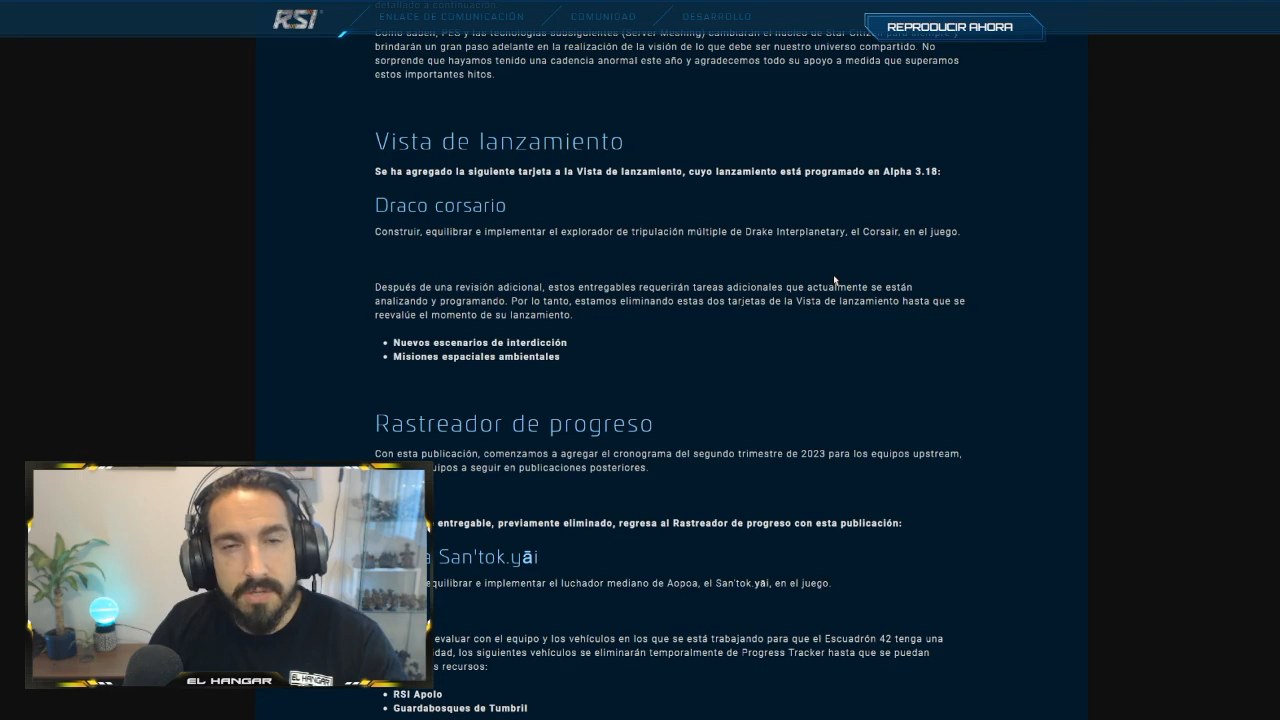 RSI
ENLACE DE COMUNICACIÓN
COMUNIDAD
DESARROLLO
REPRODUCIR AHORA
detallado a continuación.
Como saben, PES y las tecnologías subsiguientes (Server Meshing) cambiarán el núcleo de Star Citizen para siempre y
brindarán un gran paso adelante en la realización de la visión de lo que debe ser nuestro universo compartido. No
sorprende que hayamos tenido una cadencia anormal este año y agradecemos todo su apoyo a medida que superamos
estos importantes hitos.
Vista de lanzamiento
Se ha agregado la siguiente tarjeta a la Vista de lanzamiento, cuyo lanzamiento está programado en Alpha 3.18:
Draco corsario
Construir, equilibrar e implementar el explorador de tripulación múltiple de Drake Interplanetary, el Corsair, en el juego.
Después de una revisión adicional, estos entregables requerirán tareas adicionales que actualmente se están
analizando y programando. Por lo tanto, estamos eliminando estas dos tarjetas de la Vista de lanzamiento hasta que se
reevalúe el momento de su lanzamiento.
Nuevos escenarios de interdicción
Misiones espaciales ambientales
Rastreador de progreso
Con esta publicación, comenzamos a agregar el cronograma del segundo trimestre de 2023 para los equipos upstream,
equipos a seguir en publicaciones posteriores.
entregable, previamente eliminado, regresa al Rastreador de progreso con esta publicación:
San'tok.yāi
equilibrar e implementar el luchador mediano de Aopoa, el San'tok.yāi, en el juego.
evaluar con el equipo y los vehículos en los que se está trabajando para que el Escuadrón 42 tenga una
los siguientes vehículos se eliminarán temporalmente de Progress Tracker hasta que se puedan
recursos:
RSI Apolo
Guardabosques de Tumbril
EL HANGAR